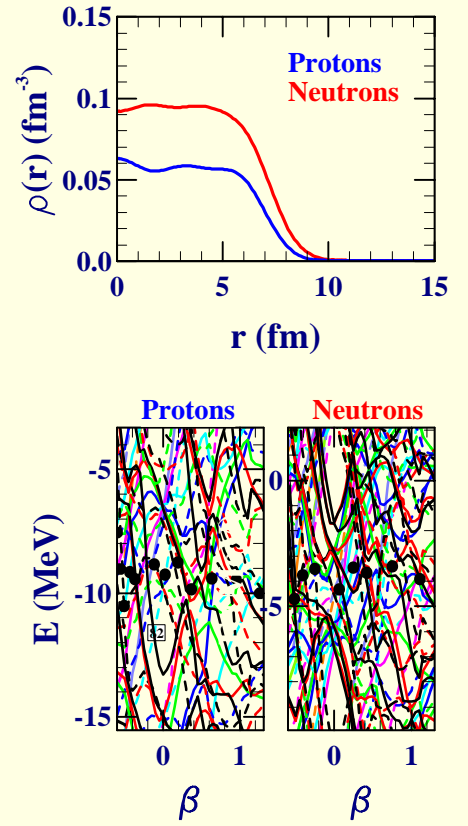 0.15
0.1
0.05
0.0
ρ(r) (fm⁻³)
Protons
Neutrons
0 5 10 15
r (fm)
Protons Neutrons
-5
-10
-15
E (MeV)
82
0
-5
0 1
0 1
β β